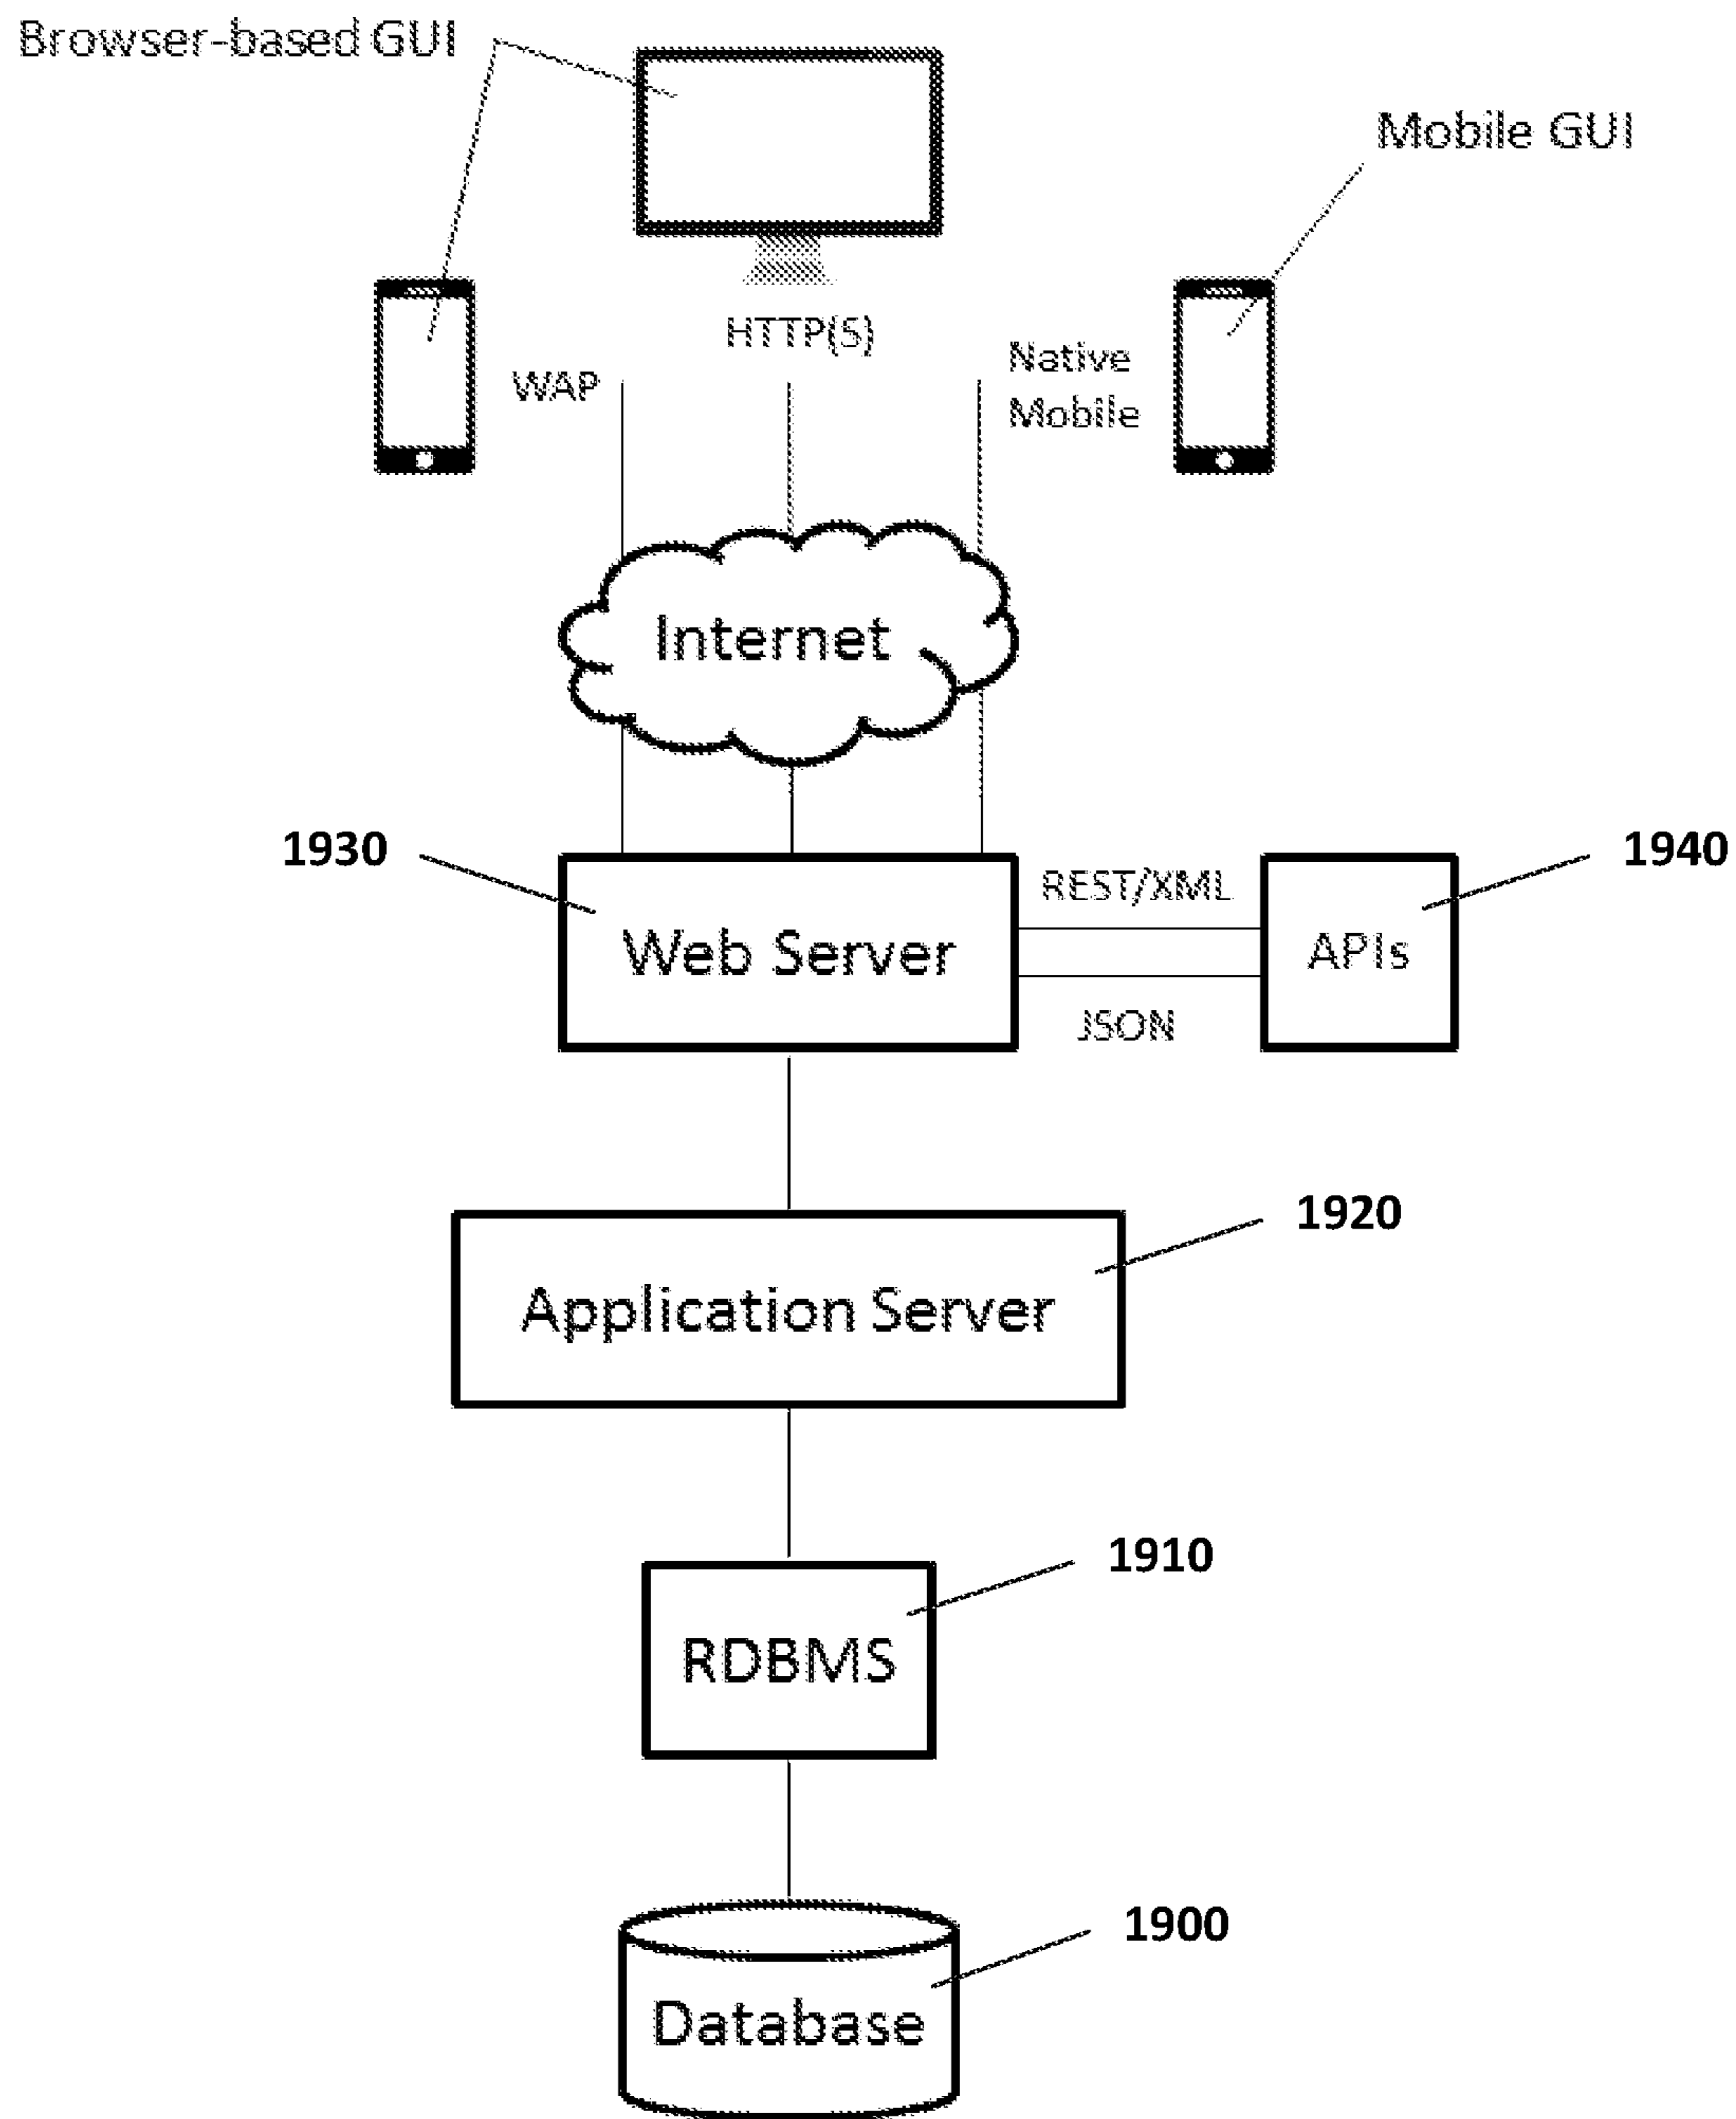 Browser-based GUI
Mobile GUI
HTTP(S)
WAP
Native
Mobile
Internet
1930
1940
REST/XML
Web Server
APIs
JSON
1920
Application Server
1910
RDBMS
1900
Database